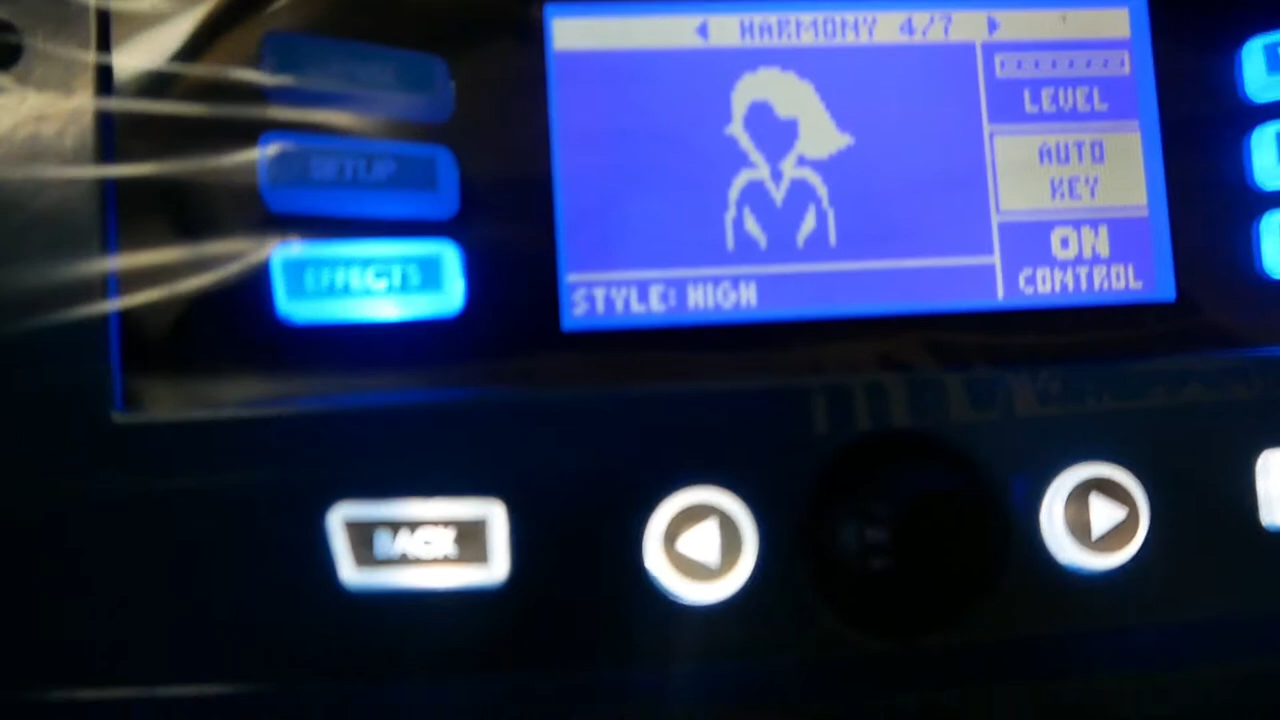 HARMONY 4/7
LEVEL
AUTO
KEY
ON
CONTROL
STYLE: HIGH
SETUP
EFFECTS
BACK